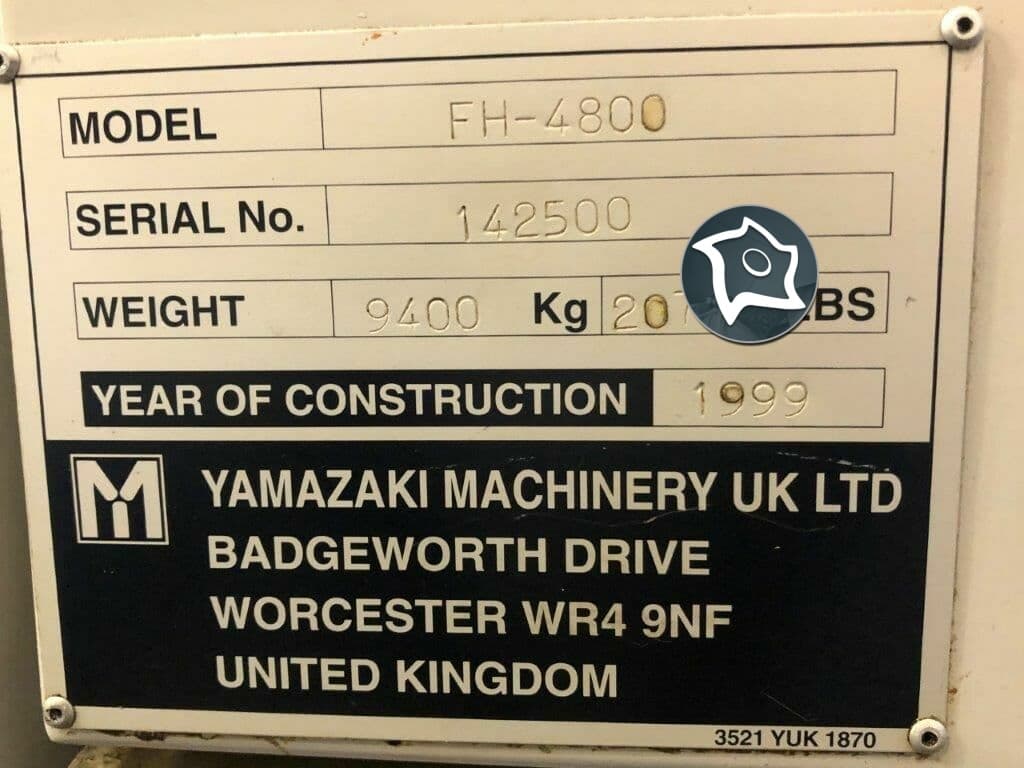 MODEL FH-4800
SERIAL No. 142500
WEIGHT 9400 Kg LBS
YEAR OF CONSTRUCTION 1999
M
YAMAZAKI MACHINERY UK LTD
BADGEWORTH DRIVE
WORCESTER WR4 9NF
UNITED KINGDOM
3521 YUK 1870